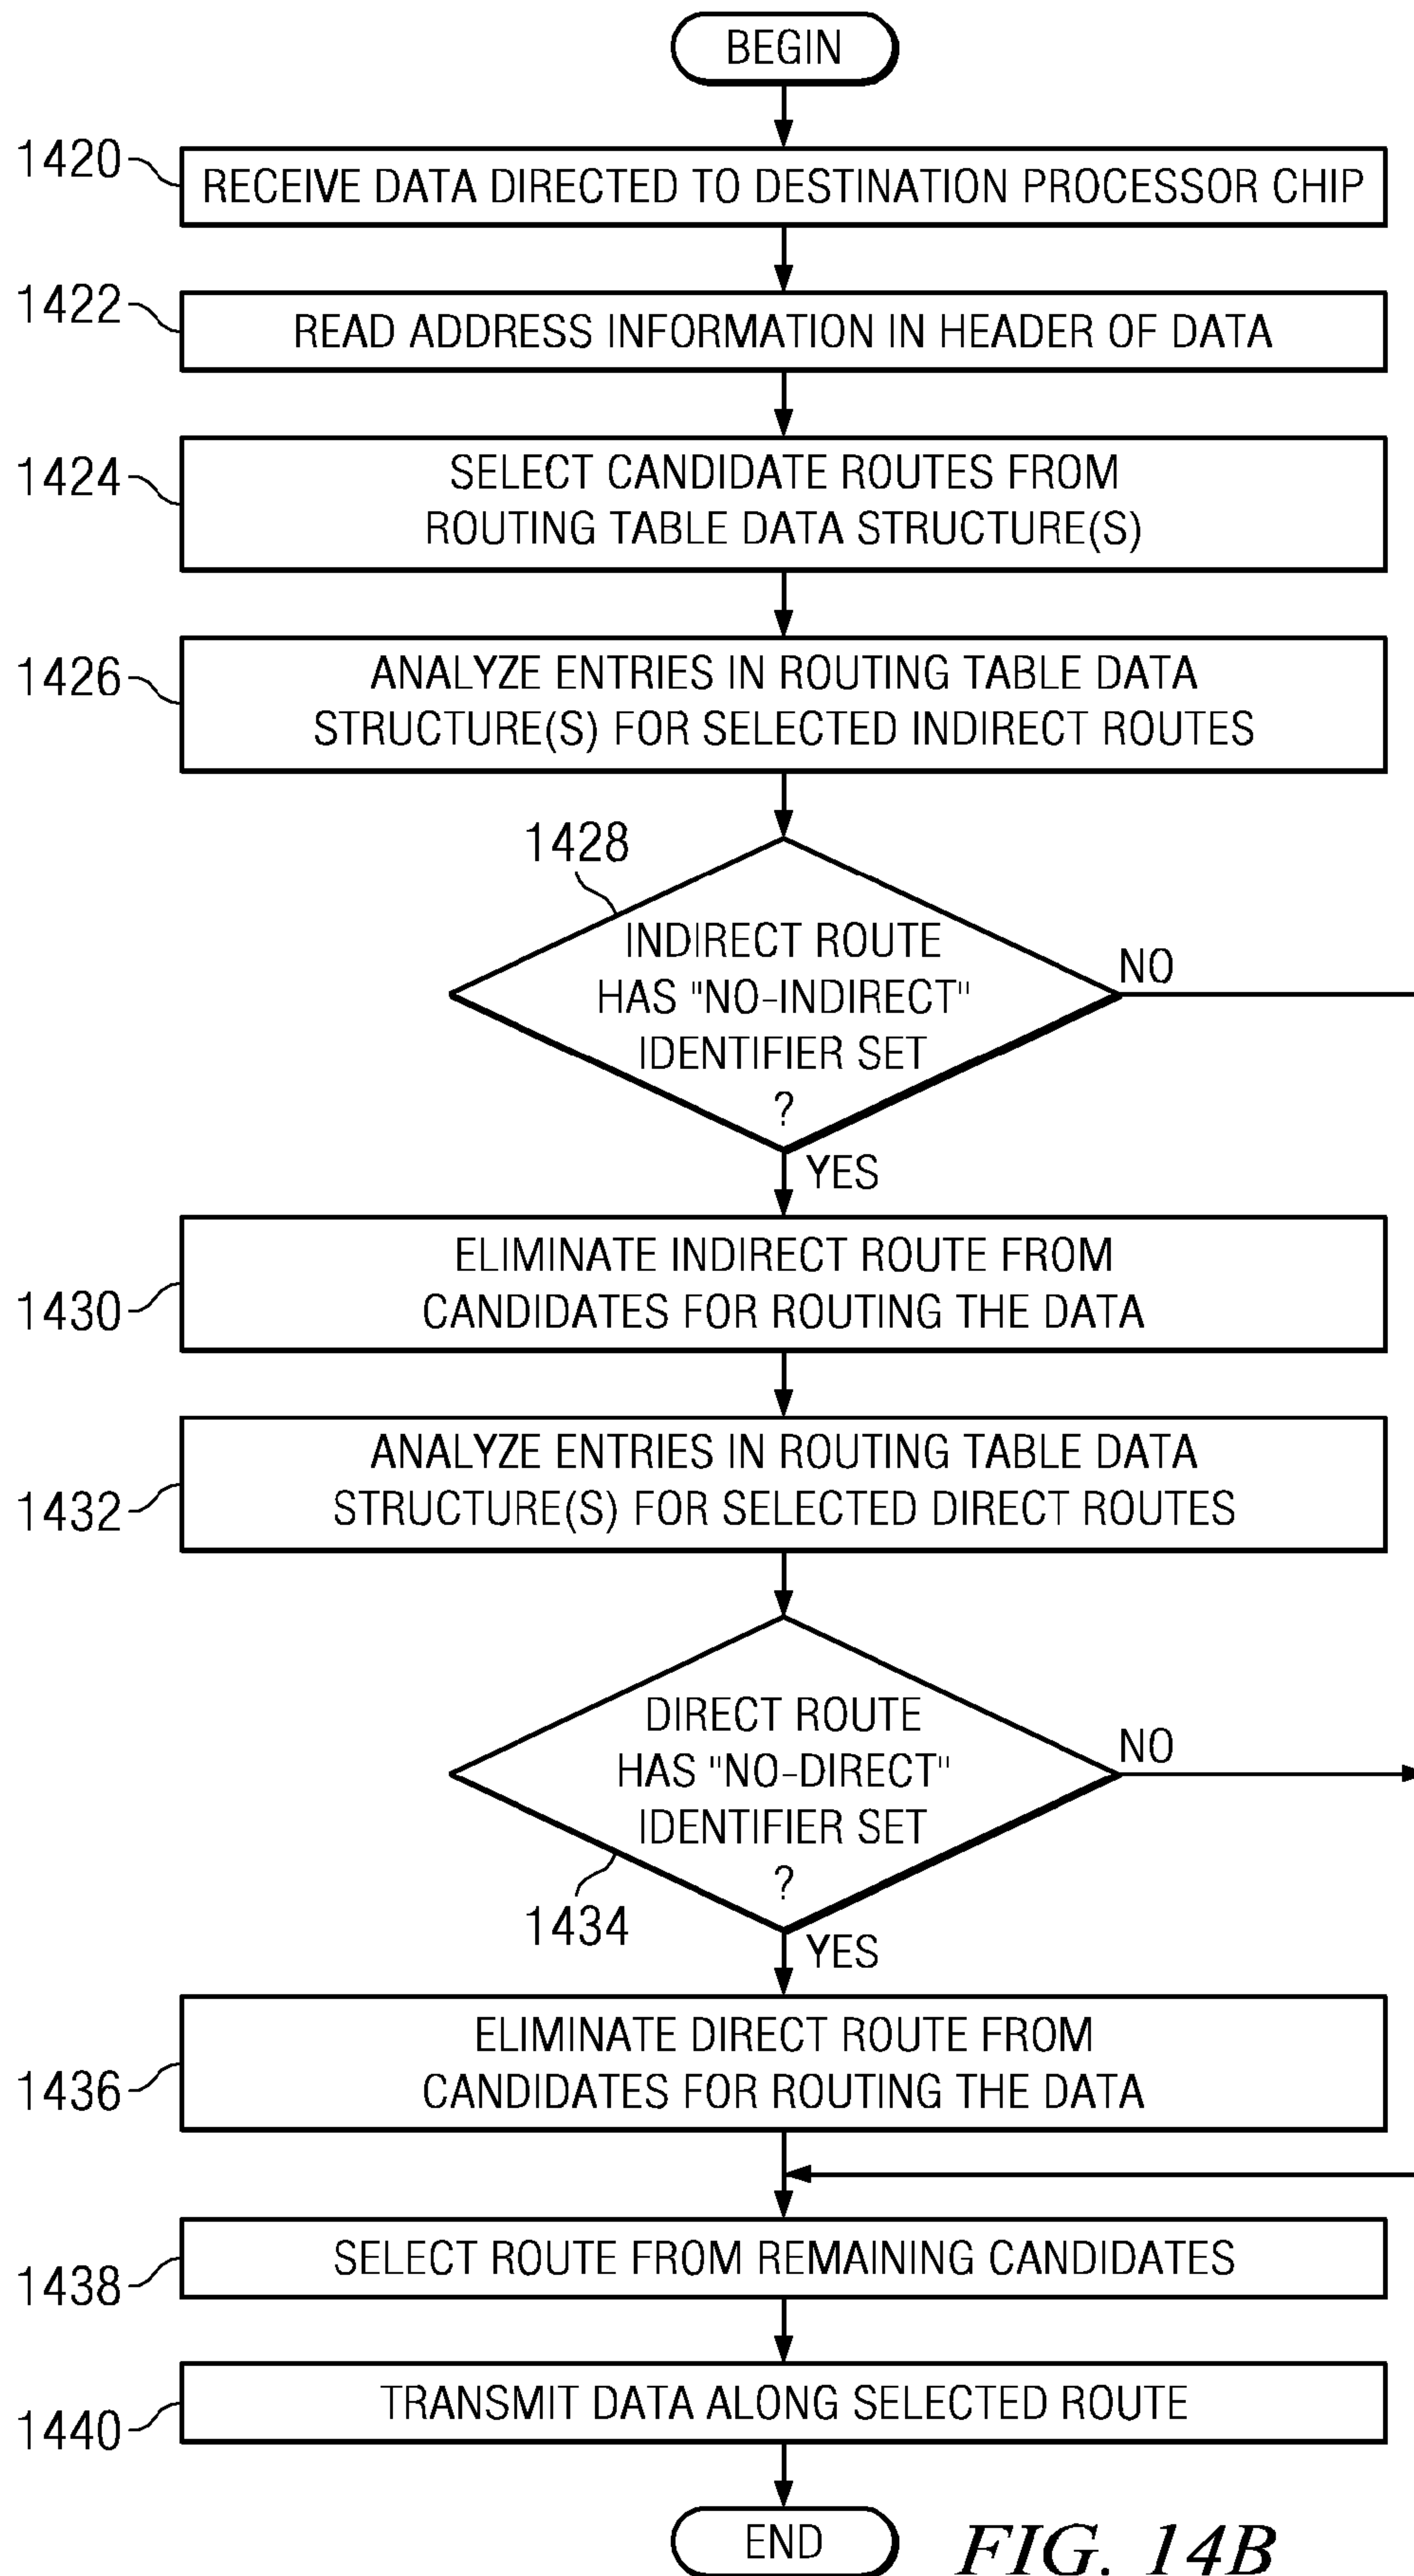 BEGIN
1420
RECEIVE DATA DIRECTED TO DESTINATION PROCESSOR CHIP
1422
READ ADDRESS INFORMATION IN HEADER OF DATA
1424
SELECT CANDIDATE ROUTES FROM
ROUTING TABLE DATA STRUCTURE(S)
1426
ANALYZE ENTRIES IN ROUTING TABLE DATA
STRUCTURE(S) FOR SELECTED INDIRECT ROUTES
1428
INDIRECT ROUTE
HAS "NO-INDIRECT"
IDENTIFIER SET
?
NO
YES
1430
ELIMINATE INDIRECT ROUTE FROM
CANDIDATES FOR ROUTING THE DATA
1432
ANALYZE ENTRIES IN ROUTING TABLE DATA
STRUCTURE(S) FOR SELECTED DIRECT ROUTES
DIRECT ROUTE
HAS "NO-DIRECT"
IDENTIFIER SET
?
NO
1434
YES
1436
ELIMINATE DIRECT ROUTE FROM
CANDIDATES FOR ROUTING THE DATA
1438
SELECT ROUTE FROM REMAINING CANDIDATES
1440
TRANSMIT DATA ALONG SELECTED ROUTE
END
FIG. 14B